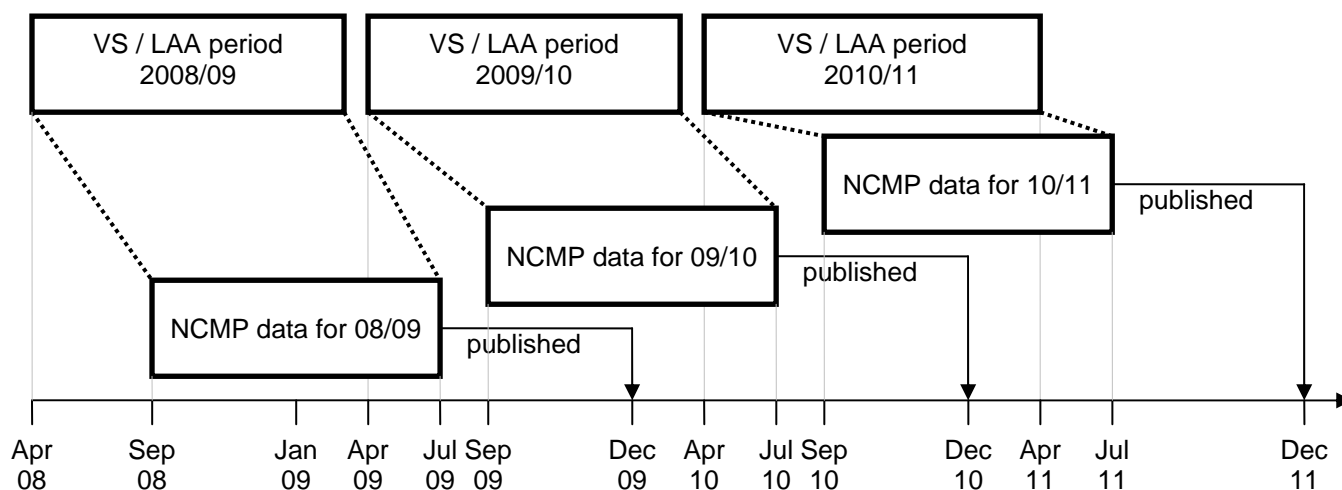 VS / LAA period
2008/09
VS / LAA period
2009/10
VS / LAA period
2010/11
NCMP data for 10/11
published
NCMP data for 09/10
published
NCMP data for 08/09
published
Apr
08
Sep
08
Jan
09
Apr
09
Jul
09
Sep
09
Dec
09
Apr
10
Jul
10
Sep
10
Dec
10
Apr
11
Jul
11
Dec
11